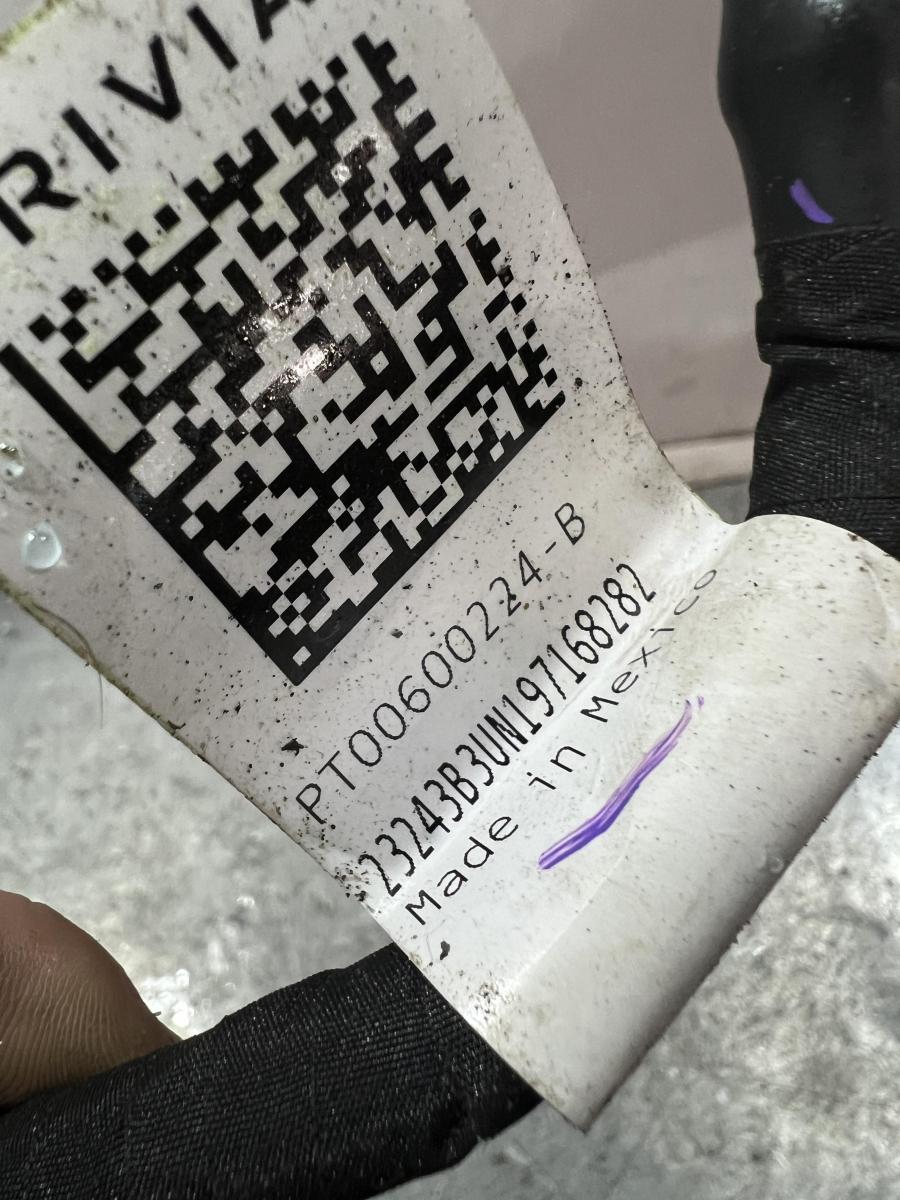 RIVIA
PT00600224-B
23243B3UN197168282
Made in Mexico